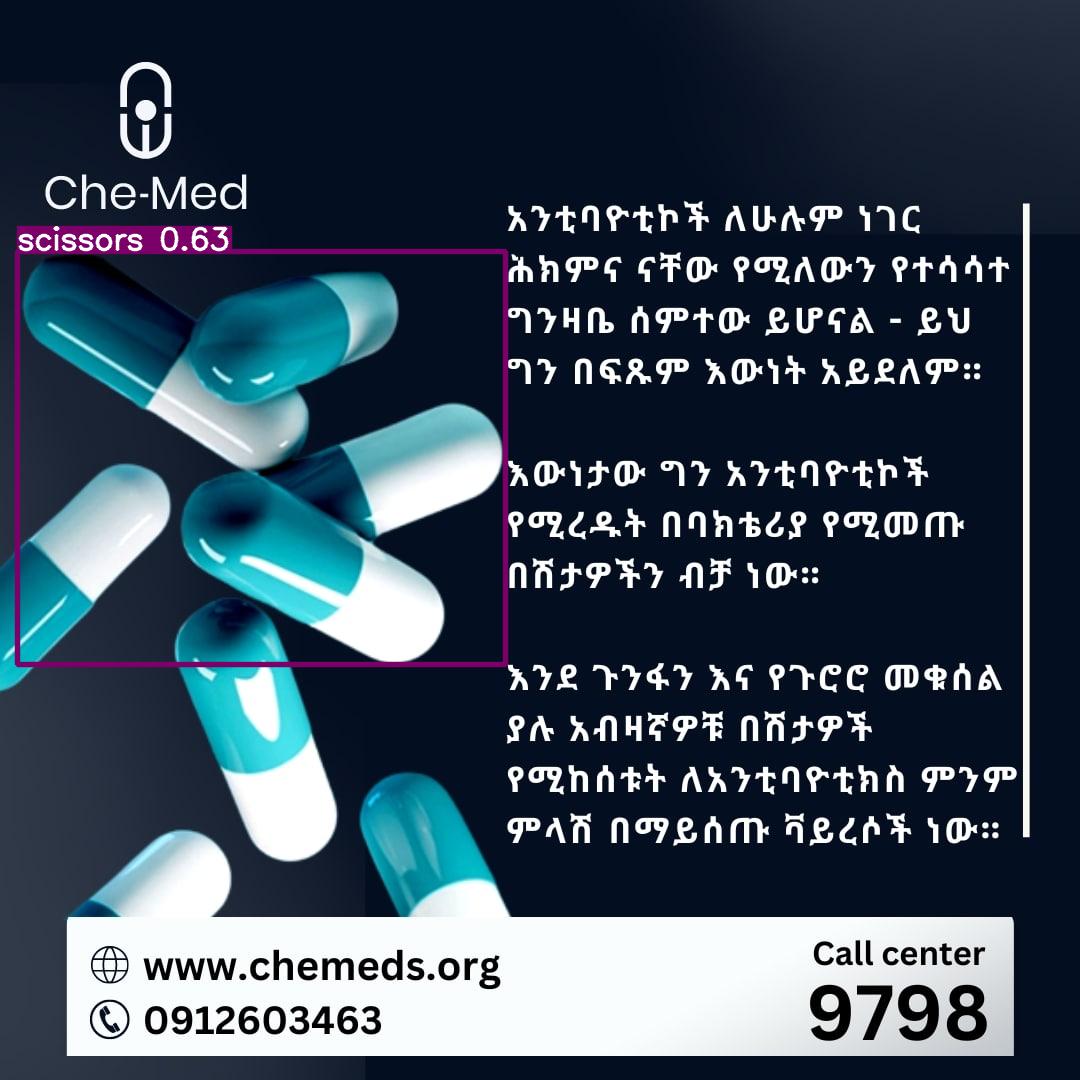 Che-Med
scissors 0.63
አንቲባዮቲኮች ለሁሉም ነገር
ሕክምና ናቸው የሚለውን የተሳሳተ
ግንዛቤ ሰምተው ይሆናል - ይህ
ግን በፍጹም እውነት አይደለም።
እውነታው ግን አንቲባዮቲኮች
የሚረዱት በባክቴሪያ የሚመጡ
በሽታዎችን ብቻ ነው።
እንደ ጉንፋን እና የጉሮሮ መቁሰል
ያሉ አብዛኛዎቹ በሽታዎች
የሚከሰቱት ለአንቲባዮቲክስ ምንም
ምላሽ በማይሰጡ ቫይረሶች ነው።
www.chemeds.org
0912603463
Call center
9798